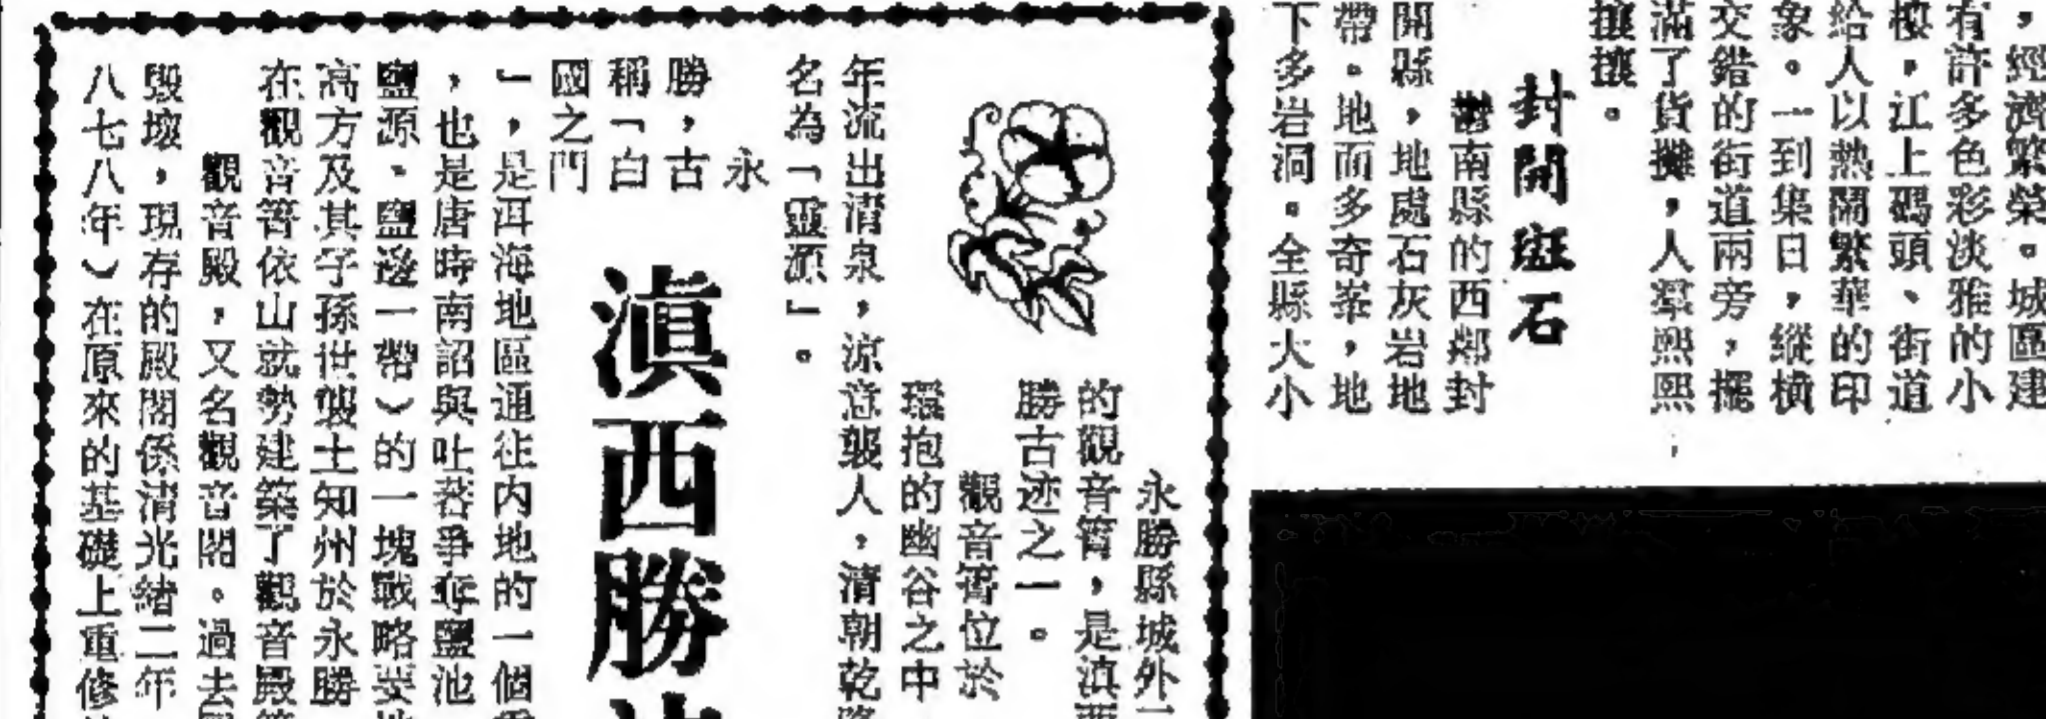 ，經濟繁榮。城區建
有許多色彩淡雅的小
樓，江上碼頭、街道
給人以熱鬧繁華的印
象。一到集日，縱橫
交錯的街道兩旁，擺
滿了貨攤，人羣熙熙
攘攘。
封開斑石
鬱南縣的西鄰封
開縣，地處石灰岩地
帶。地面多奇峯，地
下多岩洞。全縣大小
滇西勝
永勝縣城外
的觀音箐，是滇西
勝古迹之一。
觀音箐位於
環抱的幽谷之中
年流出清泉，涼意襲人，清朝乾
名為「靈源」。
永
勝，古
稱「白
國之門
」，是洱海地區通往內地的一個
，也是唐時南詔與吐蕃爭奪鹽池
鹽源、鹽邊一帶）的一塊戰略要地
高方及其子孫世襲土知州於永勝
在觀音箐依山就勢建築了觀音殿等
觀音殿，又名觀音閣。過去
毀壞，現存的殿閣係清光緒二年
八七八年）在原來的基礎上重修